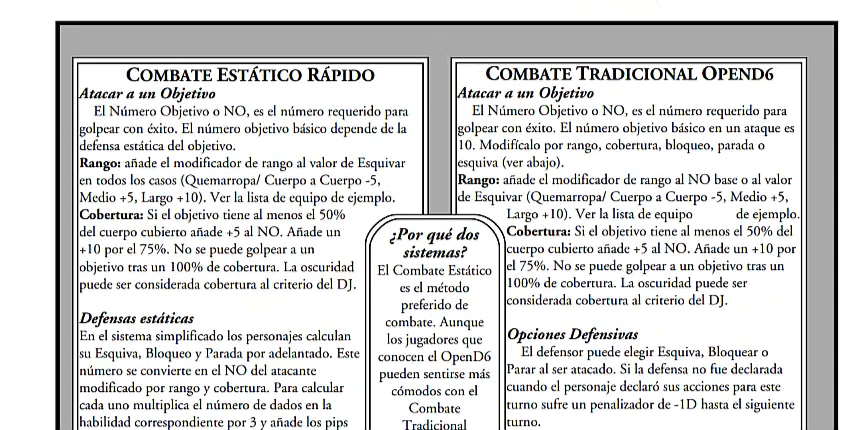 COMBATE ESTÁTICO RÁPIDO
Atacar a un Objetivo
El Número Objetivo o NO, es el número requerido para
golpear con éxito. El número objetivo básico depende de la
defensa estática del objetivo.
Rango: añade el modificador de rango al valor de Esquivar
en todos los casos (Quemarropa/ Cuerpo a Cuerpo -5,
Medio +5, Largo +10). Ver la lista de equipo de ejemplo.
Cobertura: Si el objetivo tiene al menos el 50%
del cuerpo cubierto añade +5 al NO. Añade un
+10 por el 75%. No se puede golpear a un
objetivo tras un 100% de cobertura. La oscuridad
puede ser considerada cobertura al criterio del DJ.
Defensas estáticas
En el sistema simplificado los personajes calculan
su Esquiva, Bloqueo y Parada por adelantado. Este
número se convierte en el NO del atacante
modificado por rango y cobertura. Para calcular
cada uno multiplica el número de dados en la
habilidad correspondiente por 3 y añade los pips
¿Por qué dos
sistemas?
El Combate Estático
es el método
preferido de
combate. Aunque
los jugadores que
conocen el OpenD6
pueden sentirse más
cómodos con el
Combate
Tradicional
COMBATE TRADICIONAL OPEND6
Atacar a un Objetivo
El Número Objetivo o NO, es el número requerido para
golpear con éxito. El número objetivo básico en un ataque es
10. Modifícalo por rango, cobertura, bloqueo, parada o
esquiva (ver abajo).
Rango: añade el modificador de rango al NO base o al valor
de Esquivar (Quemarropa/ Cuerpo a Cuerpo -5, Medio +5,
Largo +10). Ver la lista de equipo de ejemplo.
Cobertura: Si el objetivo tiene al menos el 50% del
cuerpo cubierto añade +5 al NO. Añade un +10 por
el 75%. No se puede golpear a un objetivo tras un
100% de cobertura. La oscuridad puede ser
considerada cobertura al criterio del DJ.
Opciones Defensivas
El defensor puede elegir Esquiva, Bloquear o
Parar al ser atacado. Si la defensa no fue declarada
cuando el personaje declaró sus acciones para este
turno sufre un penalizador de -1D hasta el siguiente
turno.